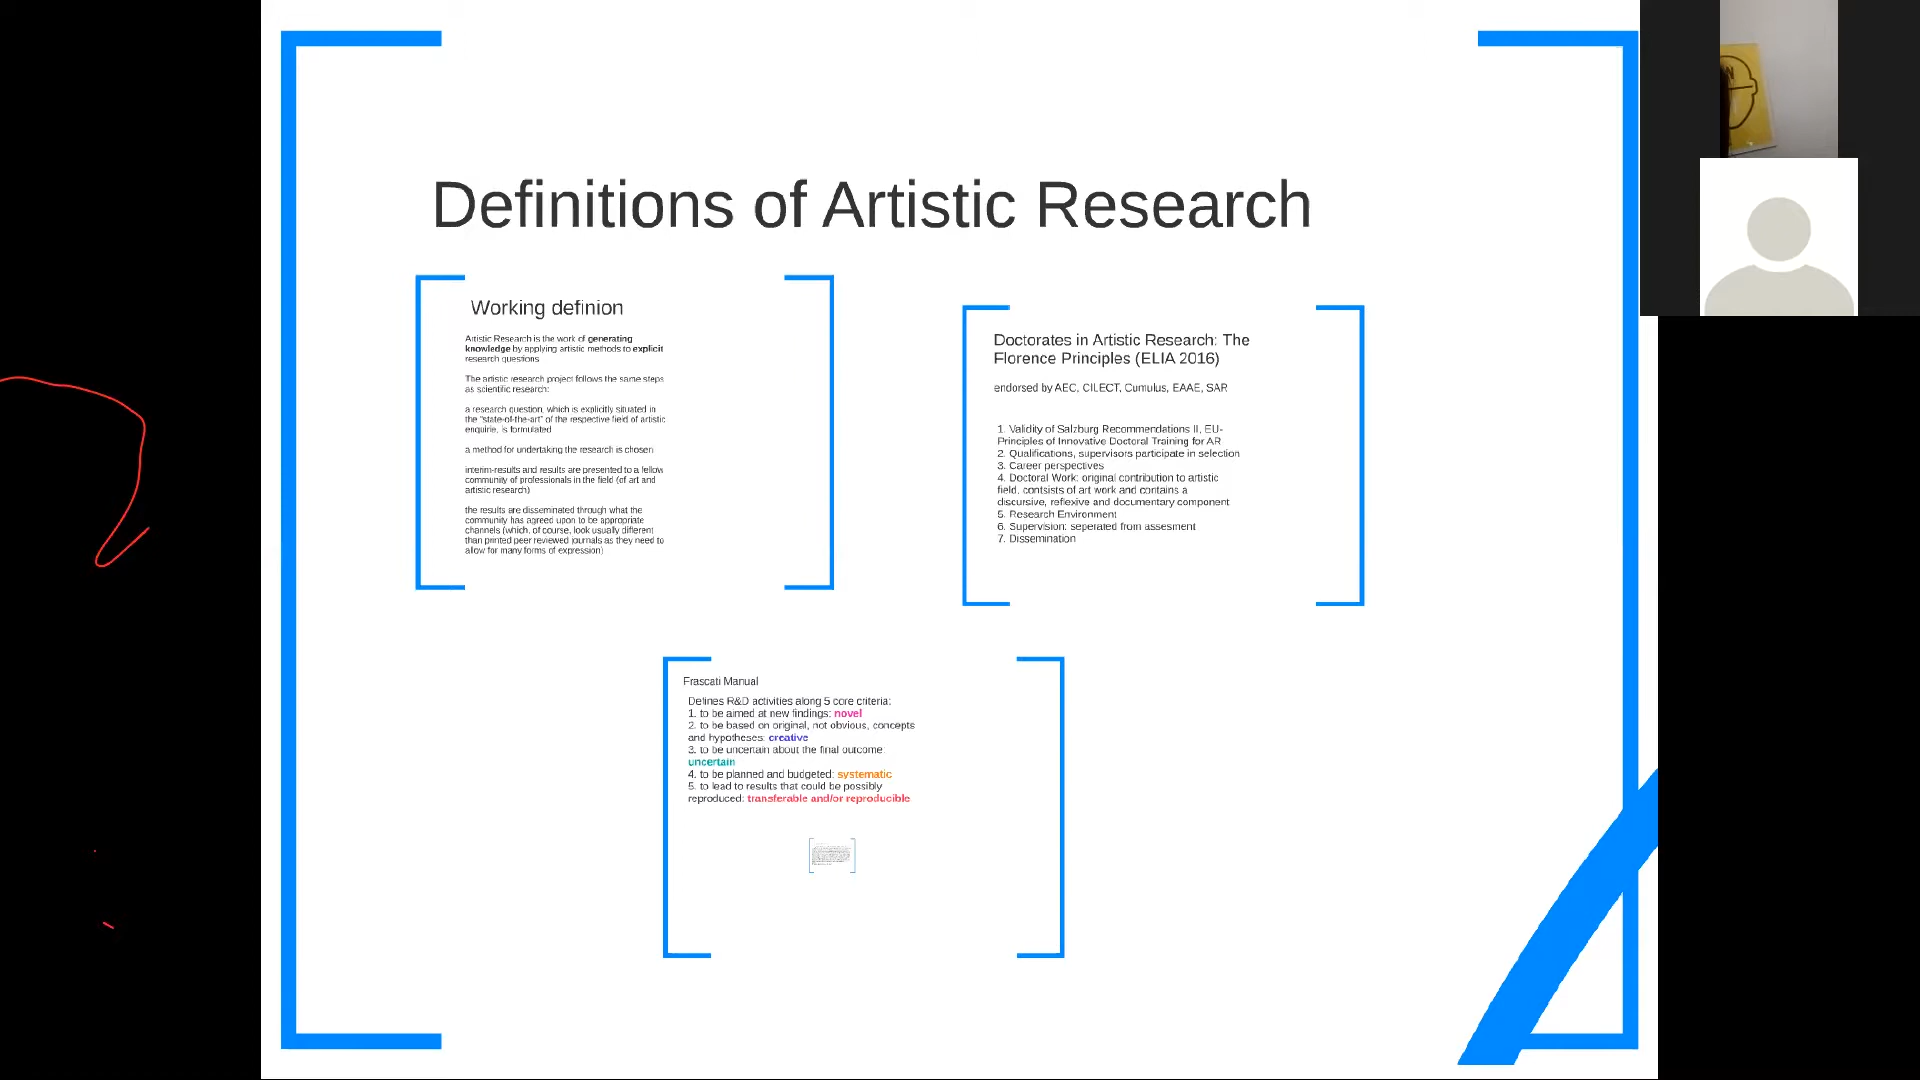 Definitions of Artistic Research
Working definion
Artistic Research is the work of generating
knowledge by applying artistic methods to explicit
research questions
The artistic research project follows the same steps
as scientific research:
a research question, which is explicitly situated in
the "state-of-the-art" of the respective field of artistic
enquirie, is formulated
a method for undertaking the research is chosen
interim-results and results are presented to a fellow
community of professionals in the field (of art and
artistic research)
the results are disseminated through what the
community has agreed upon to be appropriate
channels (which, of course, look usually different
than printed peer reviewed journals as they need to
allow for many forms of expression)
Doctorates in Artistic Research: The
Florence Principles (ELIA 2016)
endorsed by AEC, CILECT, Cumulus, EAAE, SAR
1. Validity of Salzburg Recommendations II, EU-
Principles of Innovative Doctoral Training for AR
2. Qualifications, supervisors participate in selection
3. Career perspectives
4. Doctoral Work: original contribution to artistic
field, contsists of art work and contains a
discursive, reflexive and documentary component
5. Research Environment
6. Supervision: seperated from assesment
7. Dissemination
Frascati Manual
Defines R&D activities along 5 core criteria:
1. to be aimed at new findings: novel
2. to be based on original, not obvious, concepts
and hypotheses: creative
3. to be uncertain about the final outcome:
uncertain
4. to be planned and budgeted: systematic
5. to lead to results that could be possibly
reproduced: transferable and/or reproducible